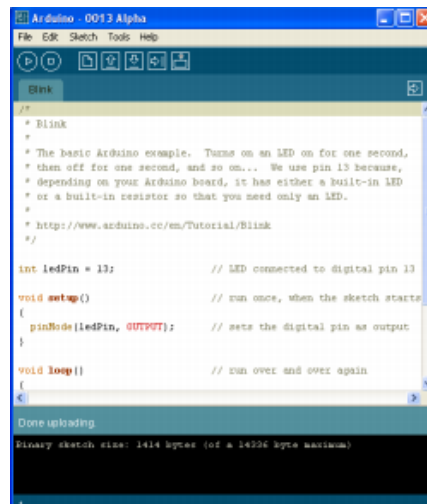 Arduino - 0013 Alpha
File Edit Sketch Tools Help
Blink
/*
* Blink
*
* The basic Arduino example. Turns on an LED on for one second,
* then off for one second, and so on... We use pin 13 because,
* depending on your Arduino board, it has either a built-in LED
* or a built-in resistor so that you need only an LED.
*
* http://www.arduino.cc/en/Tutorial/Blink
*/
int ledPin = 13; // LED connected to digital pin 13
void setup() // run once, when the sketch starts
{
pinMode(ledPin, OUTPUT); // sets the digital pin as output
}
void loop() // run over and over again
{
Done uploading.
Binary sketch size: 1414 bytes (of a 14336 byte maximum)